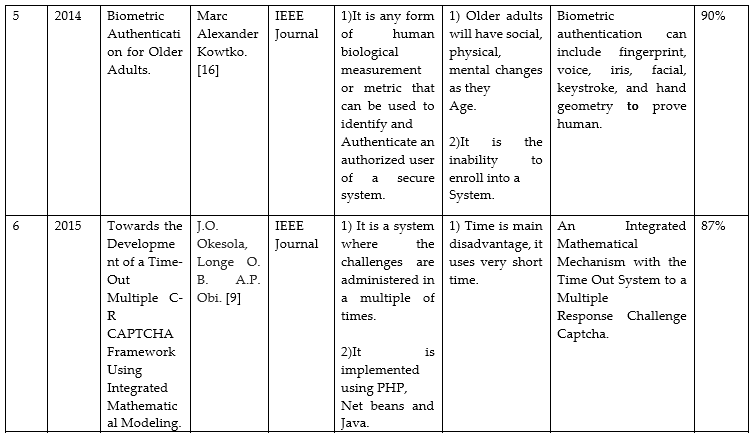 5
2014
Biometric
Authenticati
on for Older
Adults.
Marc
Alexander
Kowtko.
[16]
IEEE
Journal
1)It is any form
of human
biological
measurement
or metric that
can be used to
identify and
Authenticate an
authorized user
of a secure
system.
1) Older adults
will have social,
physical,
mental changes
as they
Age.
2)It is the
inability to
enroll into a
System.
Biometric
authentication can
include fingerprint,
voice, iris, facial,
keystroke, and hand
geometry to prove
human.
90%
6
2015
Towards the
Developme
nt of a Time-
Out
Multiple C-
R
CAPTCHA
Framework
Using
Integrated
Mathematic
al Modeling.
J.O.
Okesola,
Longe O.
B. A.P.
Obi. [9]
IEEE
Journal
1) It is a system
where the
challenges are
administered in
a multiple of
times.
2)It is
implemented
using PHP,
Net beans and
Java.
1) Time is main
disadvantage, it
uses very short
time.
An Integrated
Mathematical
Mechanism with the
Time Out System to a
Multiple
Response Challenge
Captcha.
87%